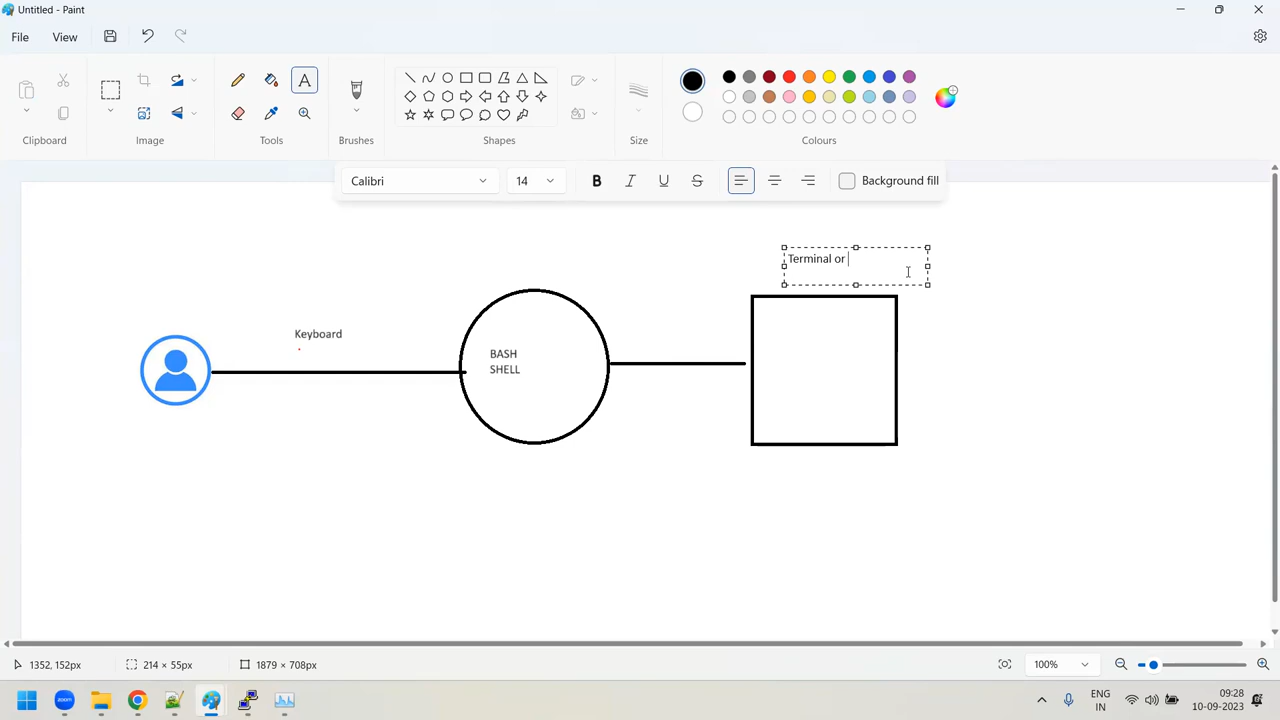 Untitled - Paint
File
View
Clipboard
Image
Tools
Brushes
Shapes
Size
Colours
Calibri
14
B
I
U
Background fill
Terminal or
Keyboard
BASH
SHELL
1352, 152px
214 × 55px
1879 × 708px
100%
zoom
ENG
IN
09:28
10-09-2023